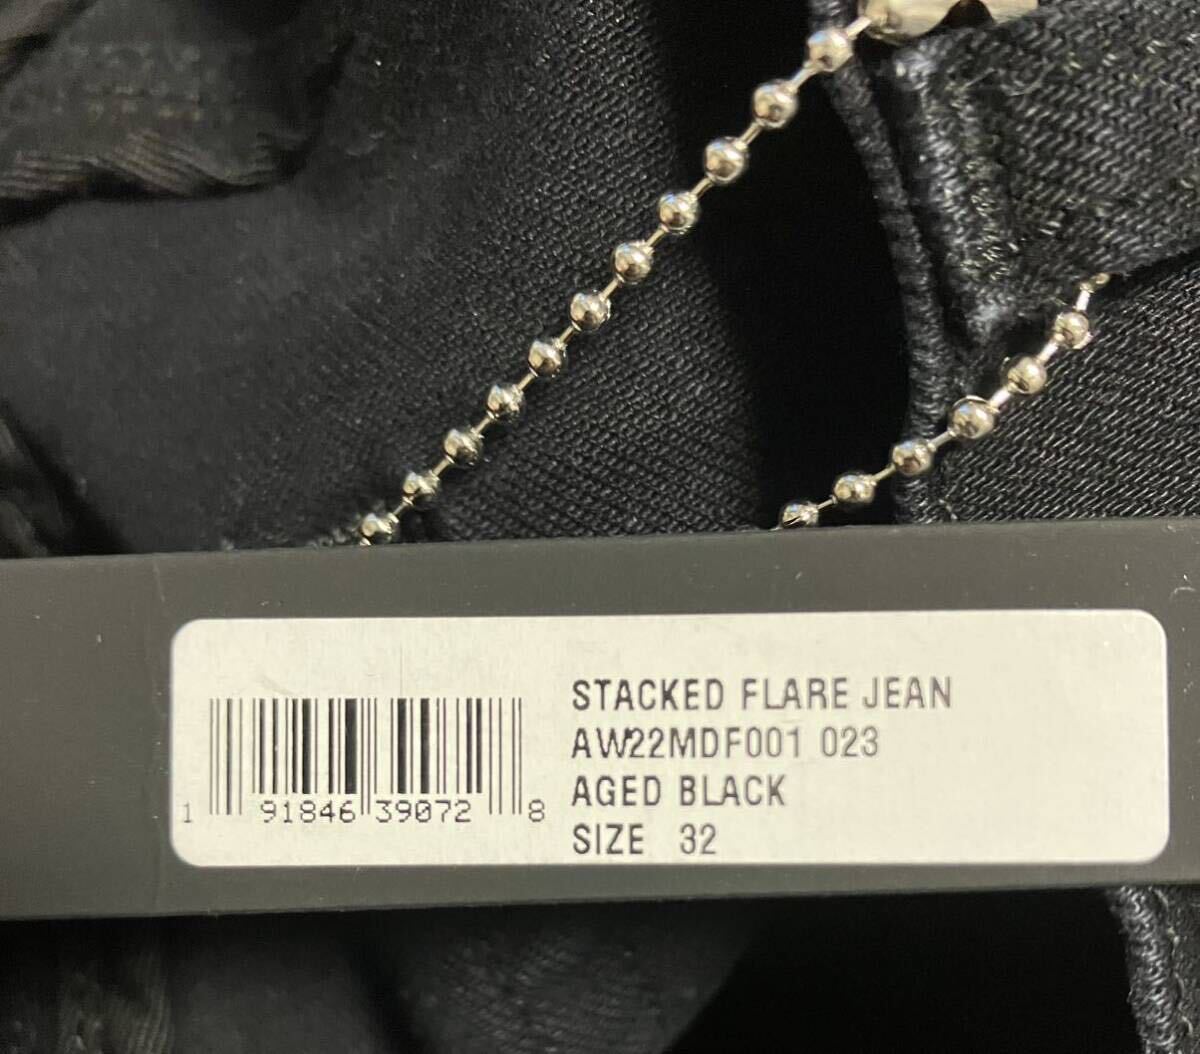 STACKED FLARE JEAN
AW22MDF001 023
AGED BLACK
SIZE 32
1 91846 39072 8